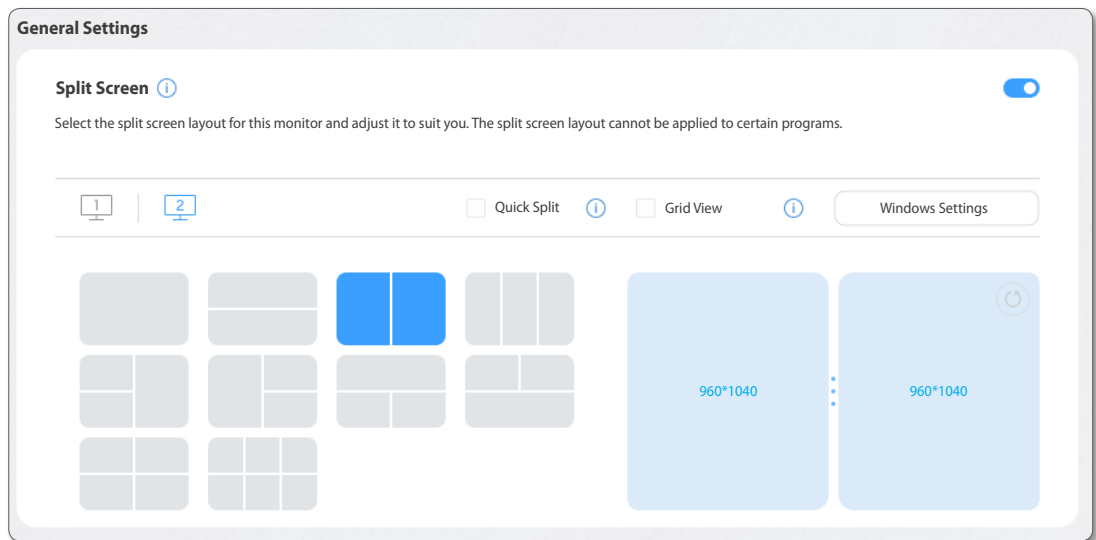 General Settings
Split Screen
Select the split screen layout for this monitor and adjust it to suit you. The split screen layout cannot be applied to certain programs.
1 2 Quick Split Grid View Windows Settings
960*1040 960*1040